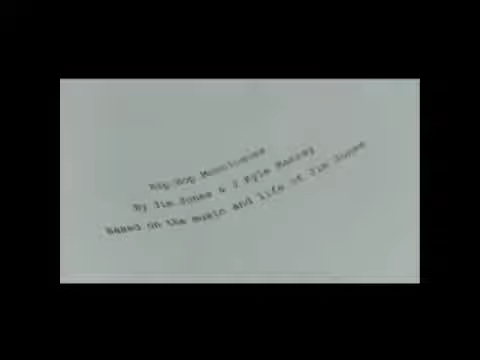 Hip-Hop Monologues
By Jim Jones & J Kyle Manzay
Based on the music and life of Jim Jones